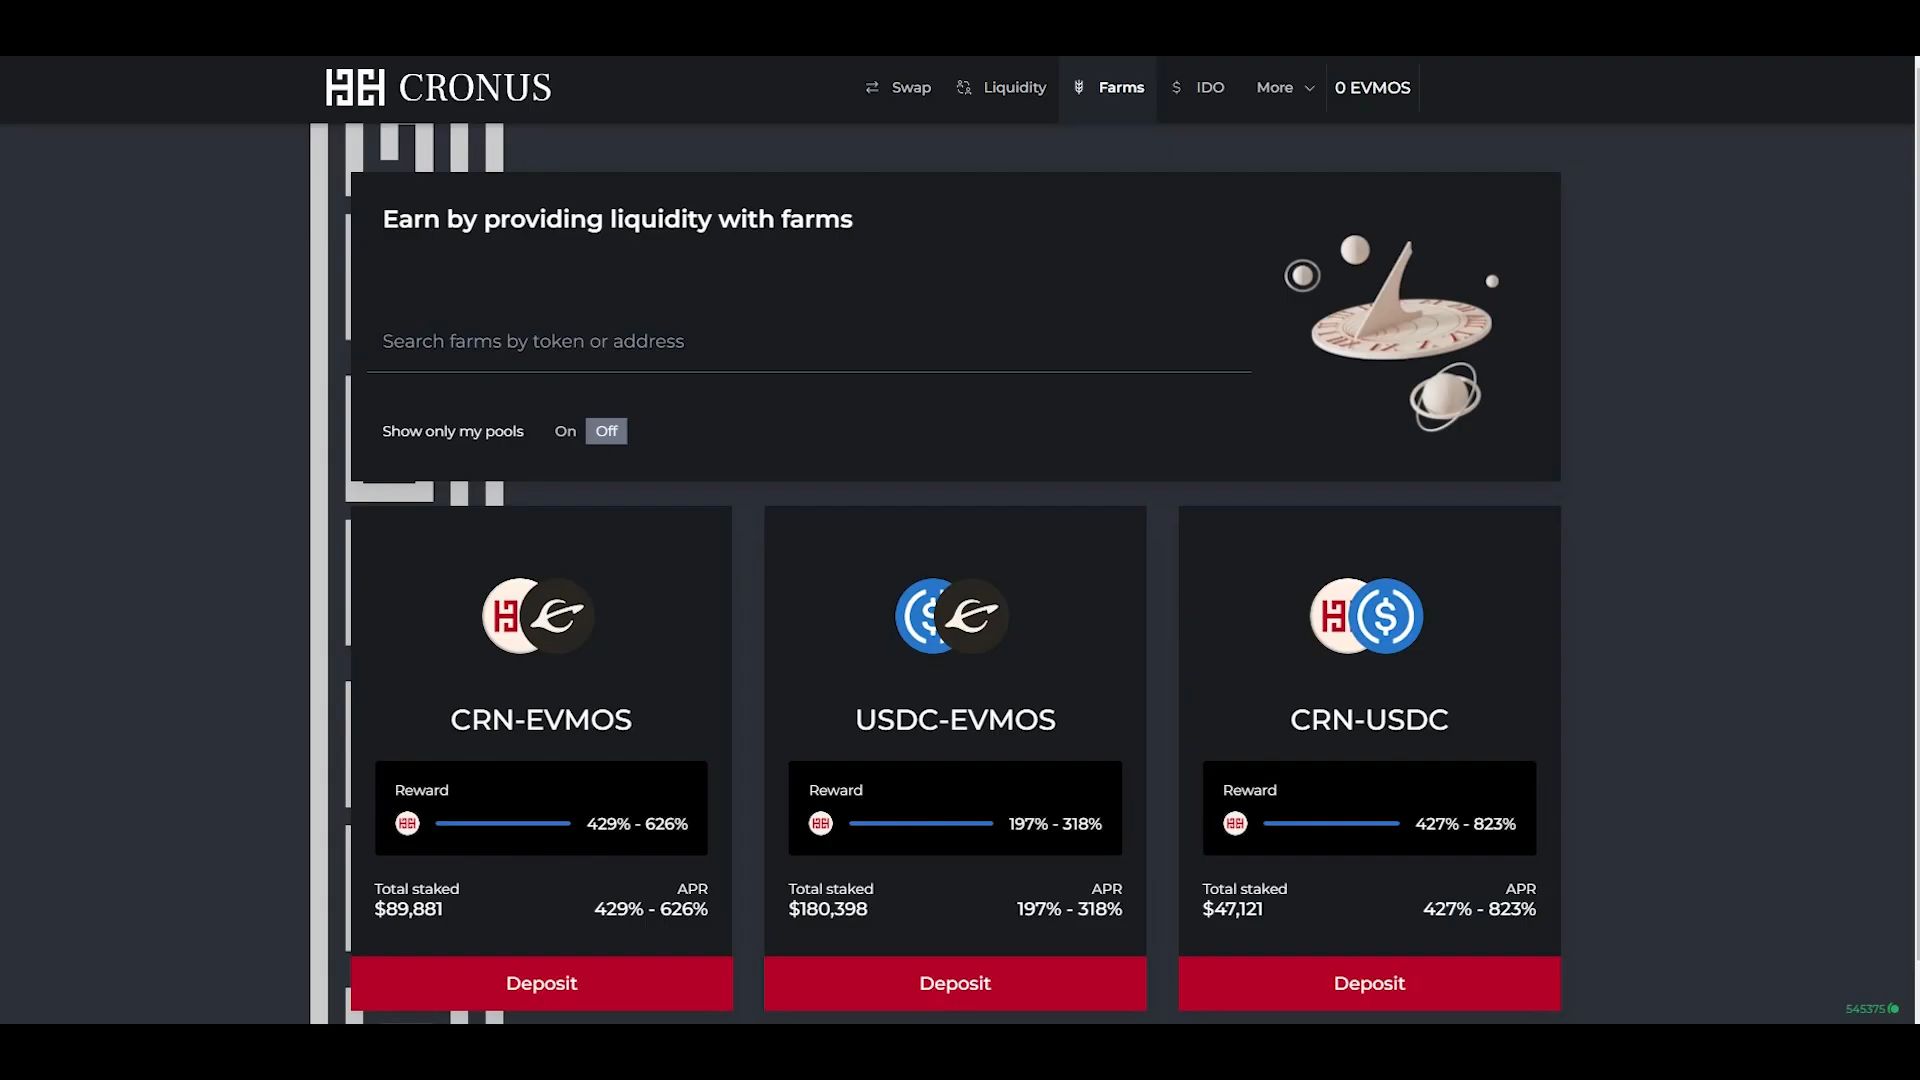 CRONUS
Swap
Liquidity
Farms
$ IDO
More
0 EVMOS
Earn by providing liquidity with farms
Search farms by token or address
Show only my pools On Off
CRN-EVMOS
Reward
429% - 626%
Total staked APR
$89,881 429% - 626%
Deposit
USDC-EVMOS
Reward
197% - 318%
Total staked APR
$180,398 197% - 318%
Deposit
CRN-USDC
Reward
427% - 823%
Total staked APR
$47,121 427% - 823%
Deposit
545375